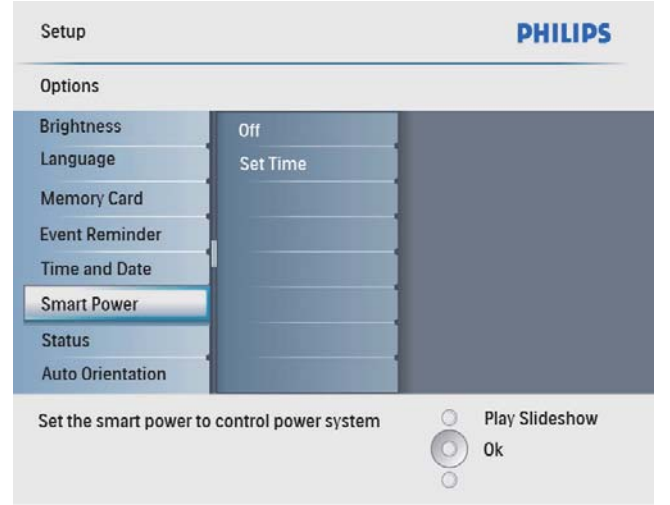 Setup
PHILIPS
Options
Brightness
Language
Memory Card
Event Reminder
Time and Date
Smart Power
Status
Auto Orientation
Off
Set Time
Set the smart power to control power system
Play Slideshow
Ok